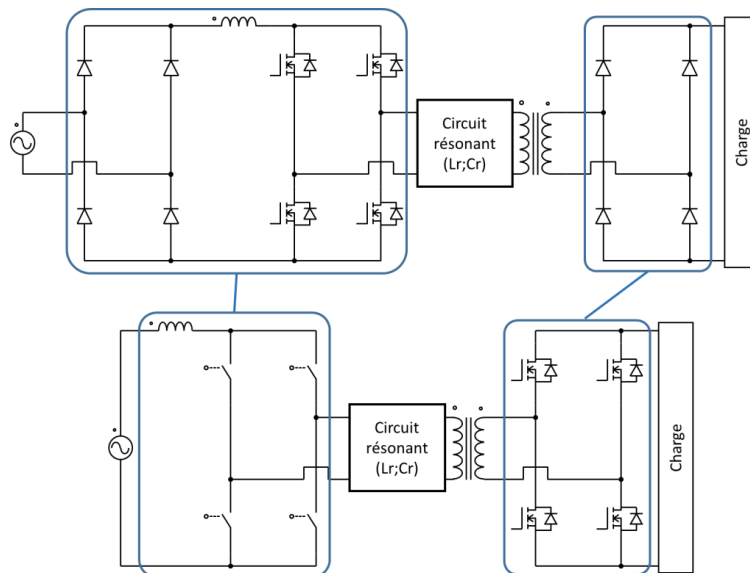 Circuit
résonant
(Lr;Cr)
Charge
Circuit
résonant
(Lr;Cr)
Charge